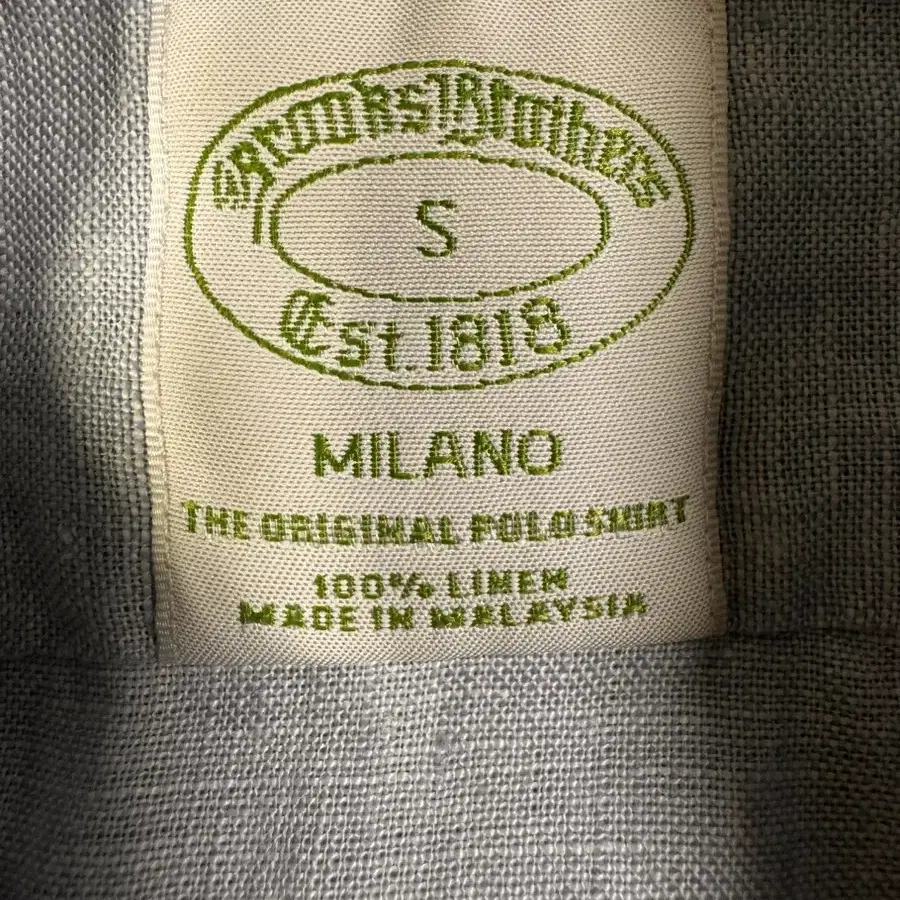 Brooks Brothers
S
Est. 1818
MILANO
THE ORIGINAL POLO SHIRT
100% LINEN
MADE IN MALAYSIA